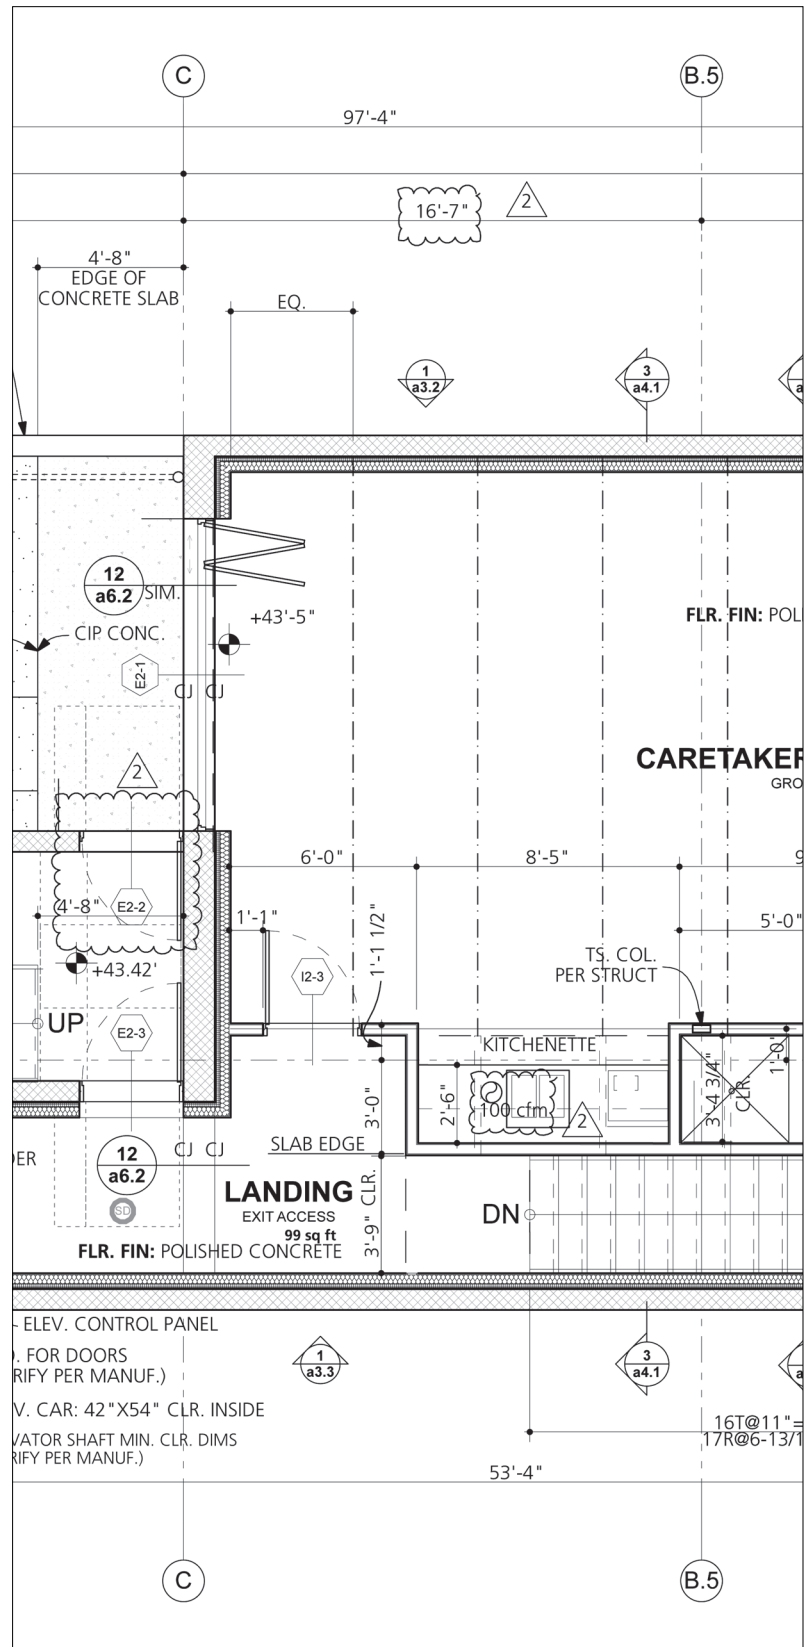 C
B.5
97'-4"
16'-7"
2
4'-8"
EDGE OF
CONCRETE SLAB
EQ.
1
a3.2
3
a4.1
a
12
a6.2
SIM.
+43'-5"
FLR. FIN: POL
CIP CONC.
E2-1
CJ CJ
2
CARETAKER
GRO
6'-0"
8'-5"
9
4'-8"
E2-2
1'-1"
1'-1 1/2"
5'-0"
TS. COL.
PER STRUCT
+43.42'
I2-3
UP
E2-3
KITCHENETTE
1'-0"
3'-4 3/4"
CLR.
2'-6"
100 cfm
2
3'-0"
12
a6.2
CJ CJ
SLAB EDGE
DER
LANDING
EXIT ACCESS
99 sq ft
3'-9" CLR.
DN
SD
FLR. FIN: POLISHED CONCRETE
ELEV. CONTROL PANEL
. FOR DOORS
RIFY PER MANUF.)
1
a3.3
3
a4.1
a
V. CAR: 42"X54" CLR. INSIDE
VATOR SHAFT MIN. CLR. DIMS
RIFY PER MANUF.)
16T@11"=
17R@6-13/1
53'-4"
C
B.5